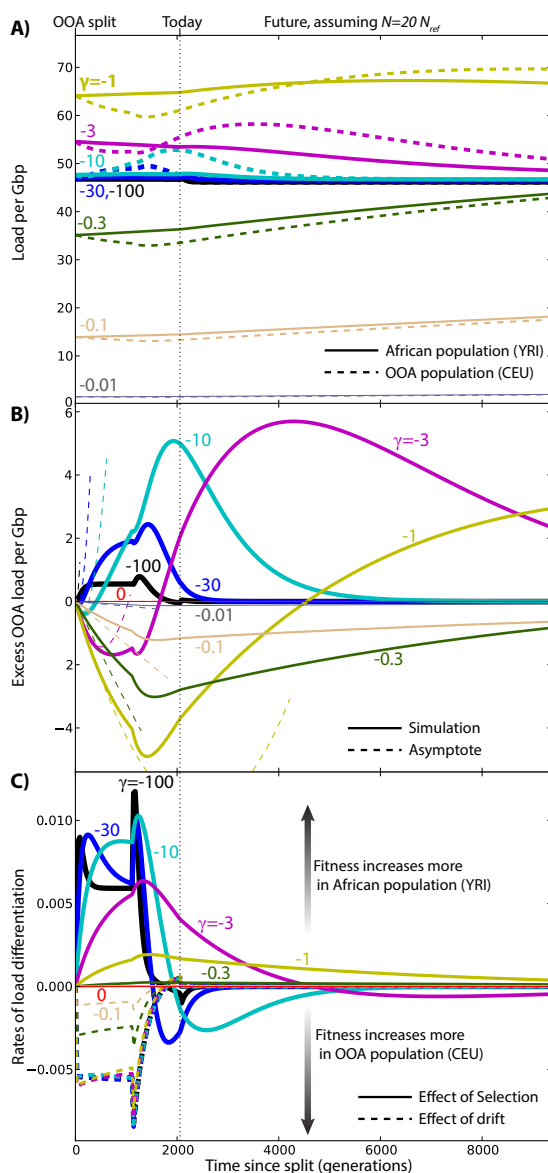 OOA split Today Future, assuming N=20 N_ref
A)
70
60
50
40
30
20
10
0
Load per Gbp
γ=-1
-3
-10
-30,-100
-0.3
-0.1
-0.01
African population (YRI)
OOA population (CEU)
B)
6
4
2
0
2
−4
Excess OOA load per Gbp
-10
γ=-3
-1
-100
-30
0
-0.01
-0.1
-0.3
Simulation
Asymptote
C)
0.010
0.005
0.000
−0.005
Rates of load differentiation
γ=-100
-30
-10
γ=-3
-1
-0.3
0
-0.1
Fitness increases more
in African population (YRI)
Fitness increases more
in OOA population (CEU)
Effect of Selection
Effect of drift
0 2000 4000 6000 8000
Time since split (generations)